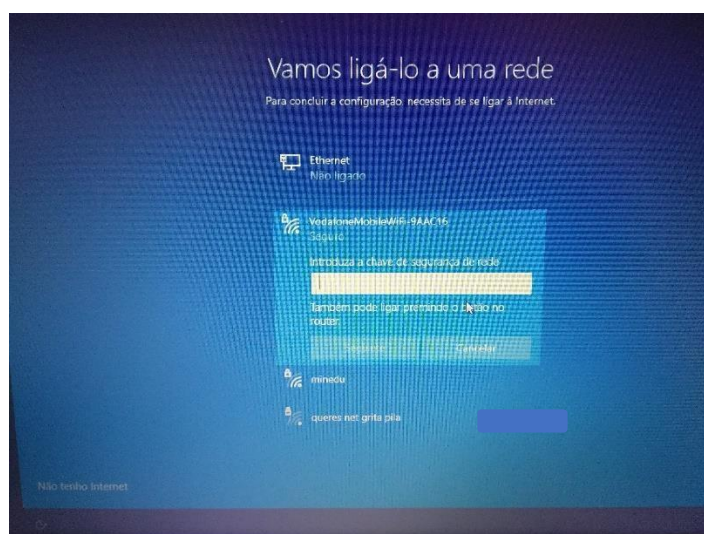 Vamos ligá-lo a uma rede
Para concluir a configuração, necessita de se ligar à Internet.
Ethernet
Não ligado
VodafoneMobileWiFi-9AAC16
Seguro
Introduza a chave de segurança de rede
Também pode ligar premindo o botão no
router.
Seguinte
Cancelar
minedu
queres net grita pila
Não tenho Internet